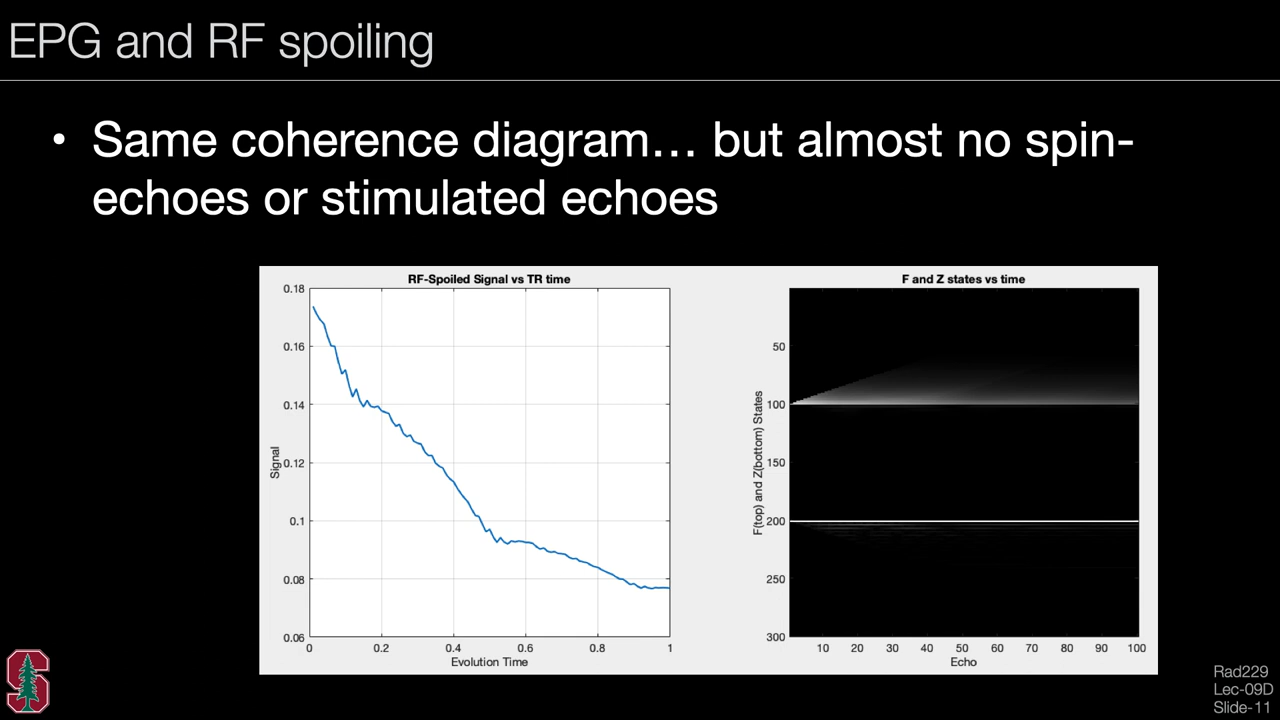 EPG and RF spoiling
• Same coherence diagram… but almost no spin-
echoes or stimulated echoes
RF-Spoiled Signal vs TR time
0.18
0.16
0.14
0.12
0.1
0.08
0.06
Signal
0
0.2
0.4
0.6
0.8
1
Evolution Time
F and Z states vs time
50
100
150
200
250
300
F(top) and Z(bottom) States
10
20
30
40
50
60
70
80
90
100
Echo
S
Rad229
Lec-09D
Slide-11